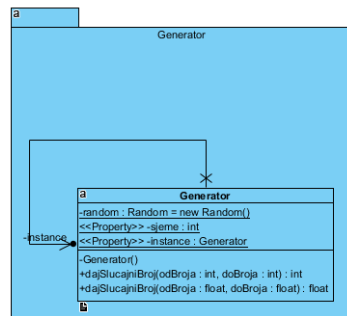 a
Generator
-instance
a
Generator
-random : Random = new Random()
<<Property>> -sjeme : int
<<Property>> -instance : Generator
-Generator()
+dajSlucajniBroj(odBroja : int, doBroja : int) : int
+dajSlucajniBroj(odBroja : float, doBroja : float) : float